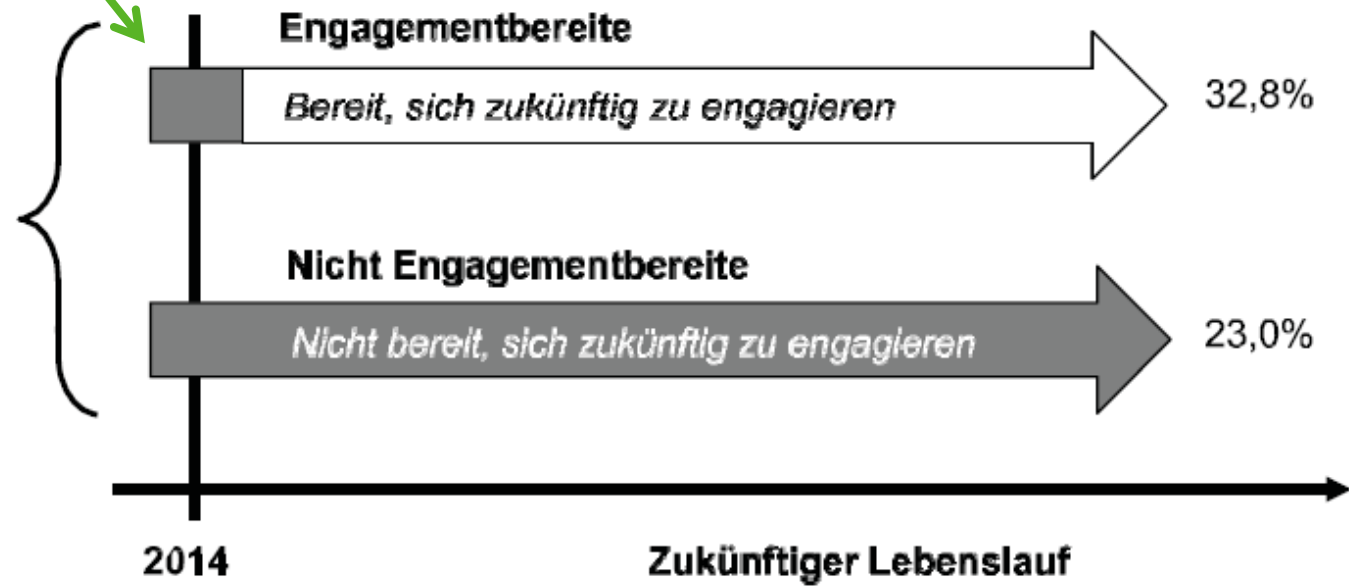 Engagementbereite
Bereit, sich zukünftig zu engagieren
32,8%
Nicht Engagementbereite
Nicht bereit, sich zukünftig zu engagieren
23,0%
2014
Zukünftiger Lebenslauf